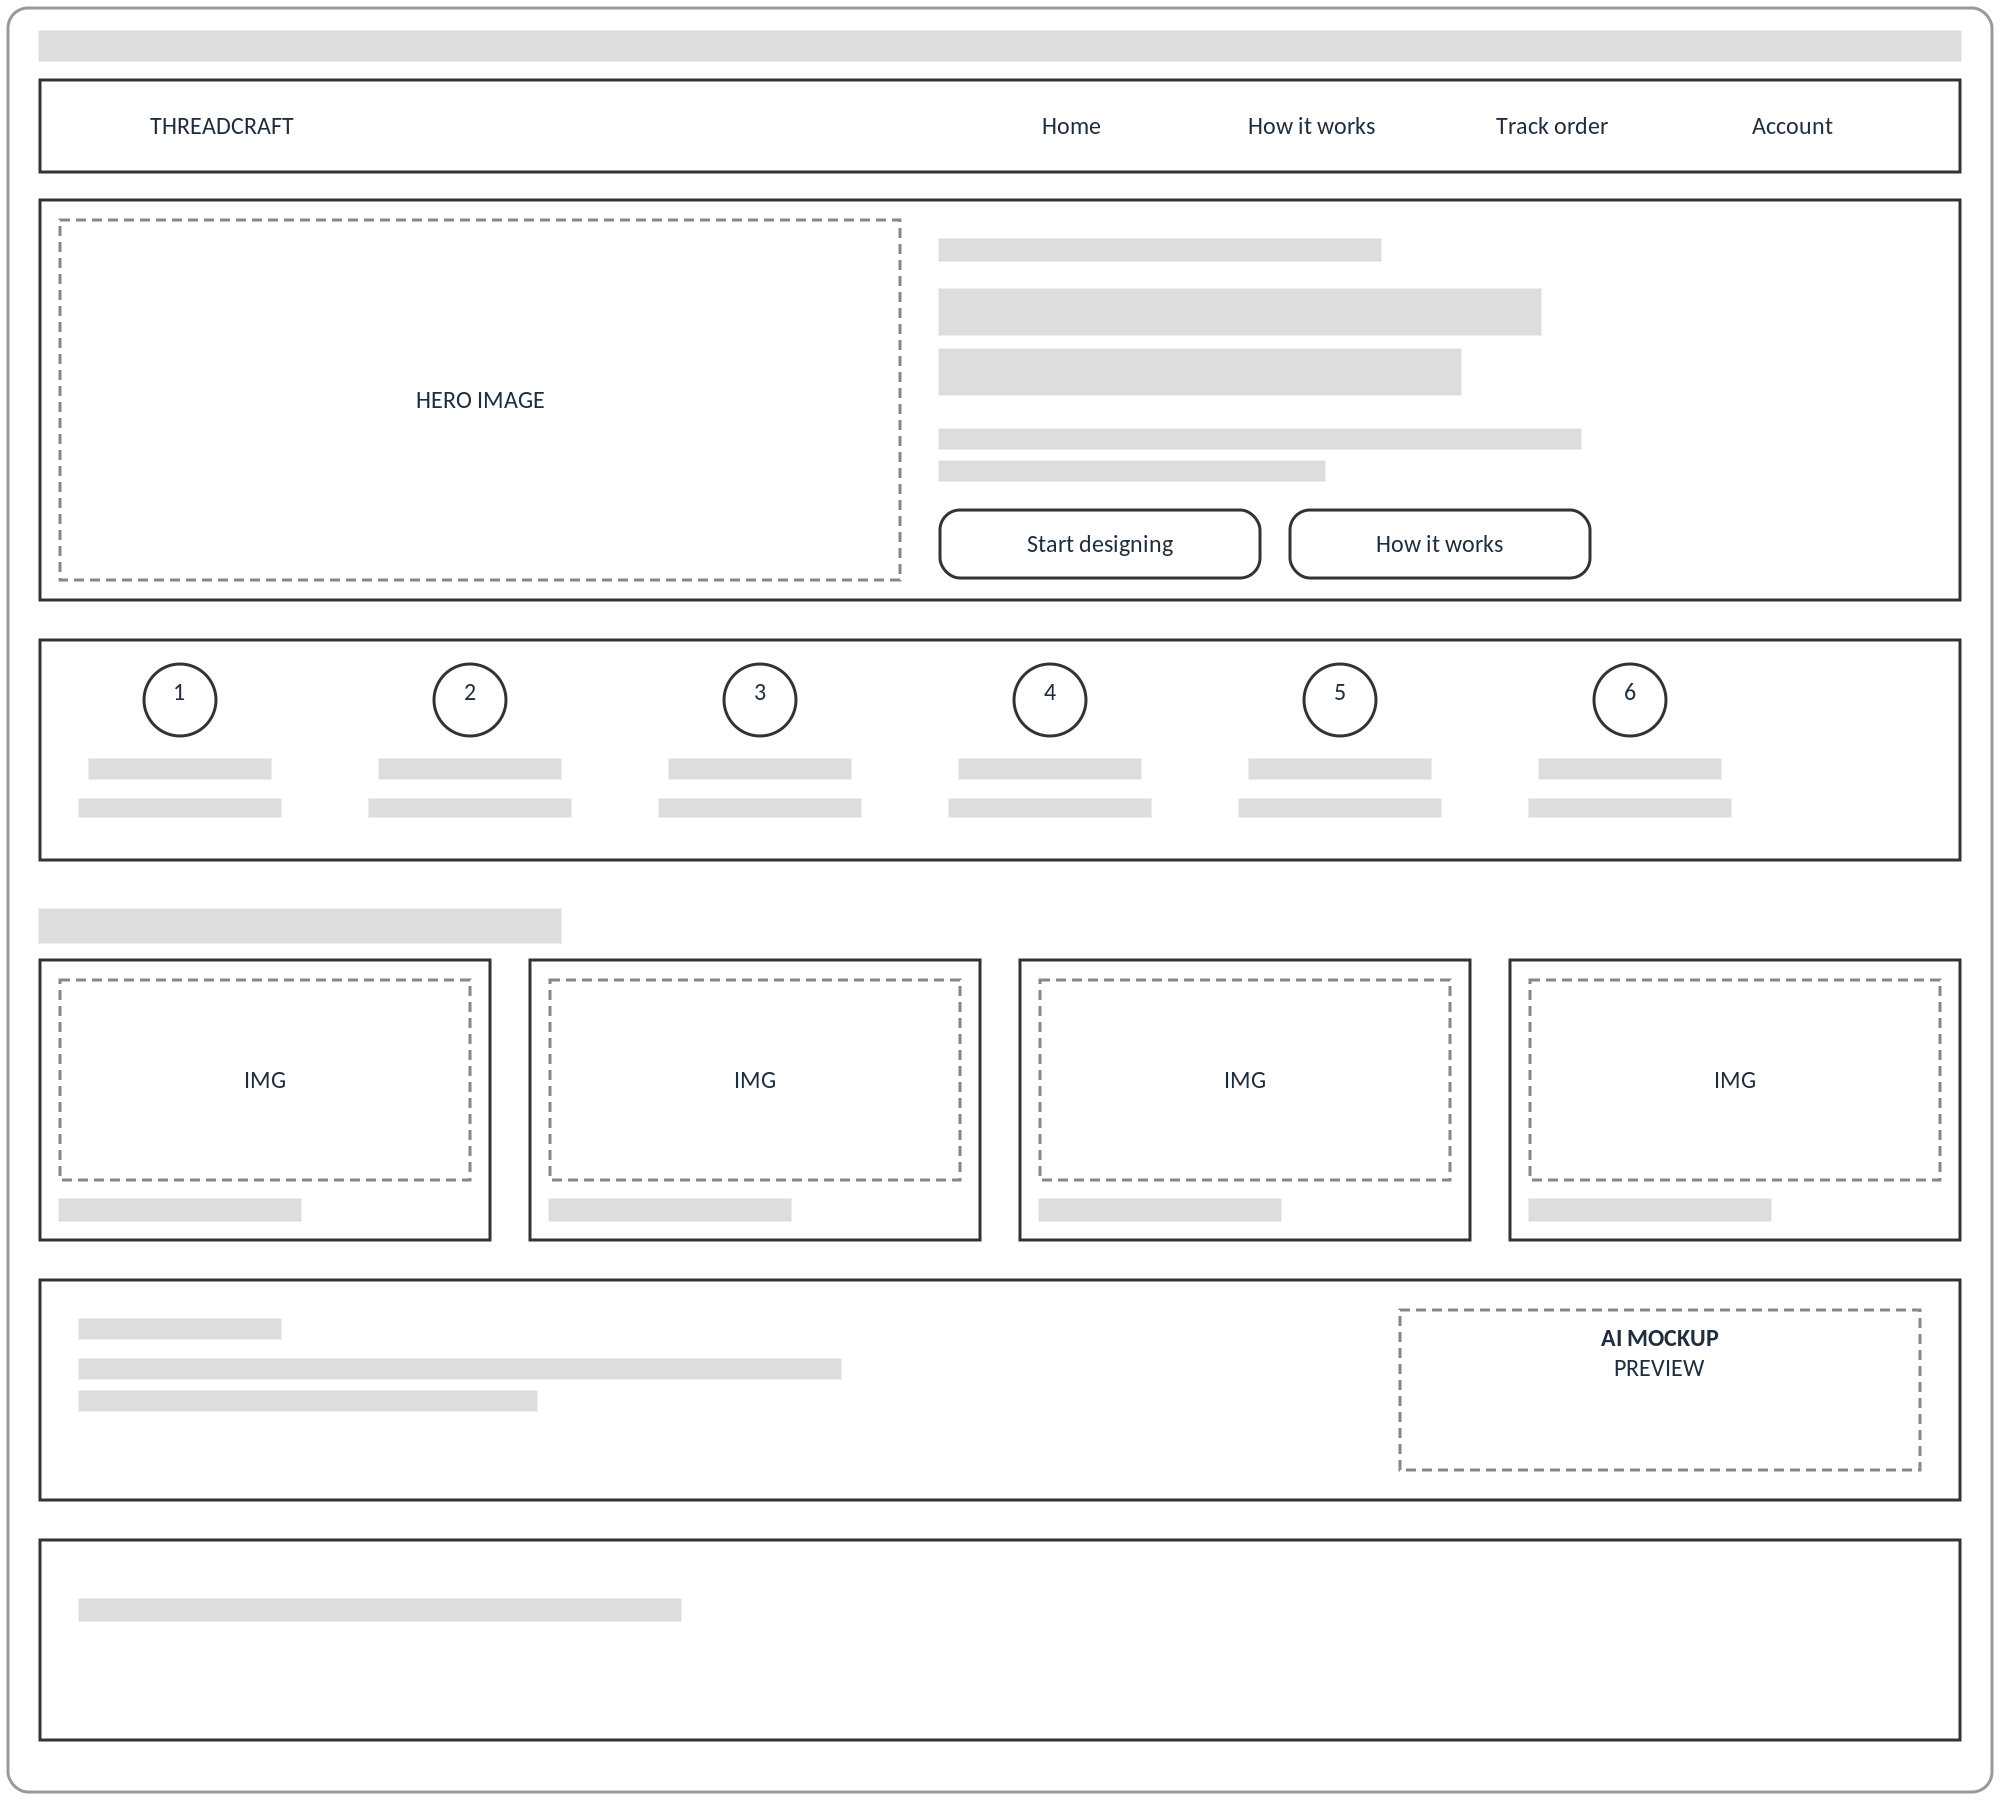 THREADCRAFT
Home
How it works
Track order
Account
HERO IMAGE
Start designing
How it works
1
2
3
4
5
6
IMG
IMG
IMG
IMG
AI MOCKUP
PREVIEW